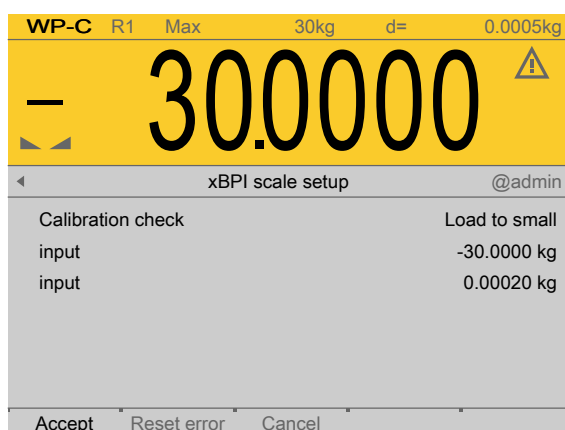 WP-C R1 Max 30kg d= 0.0005kg
– 30.0000
xBPI scale setup @admin
Calibration check Load to small
input -30.0000 kg
input 0.00020 kg
Accept Reset error Cancel